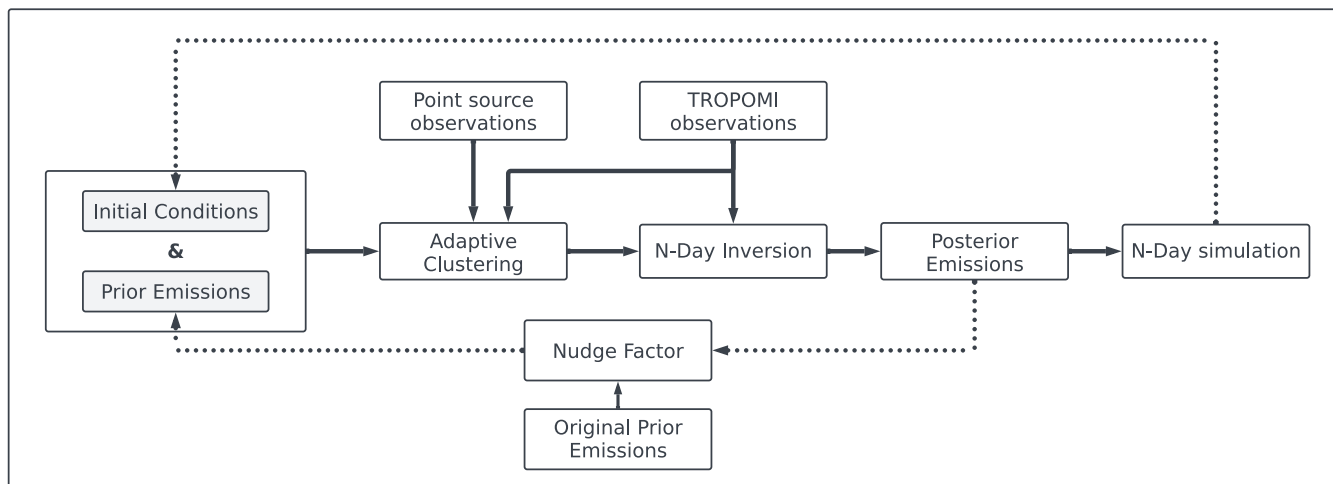 Point source
observations
TROPOMI
observations
Initial Conditions
&
Prior Emissions
Adaptive
Clustering
N-Day Inversion
Posterior
Emissions
N-Day simulation
Nudge Factor
Original Prior
Emissions